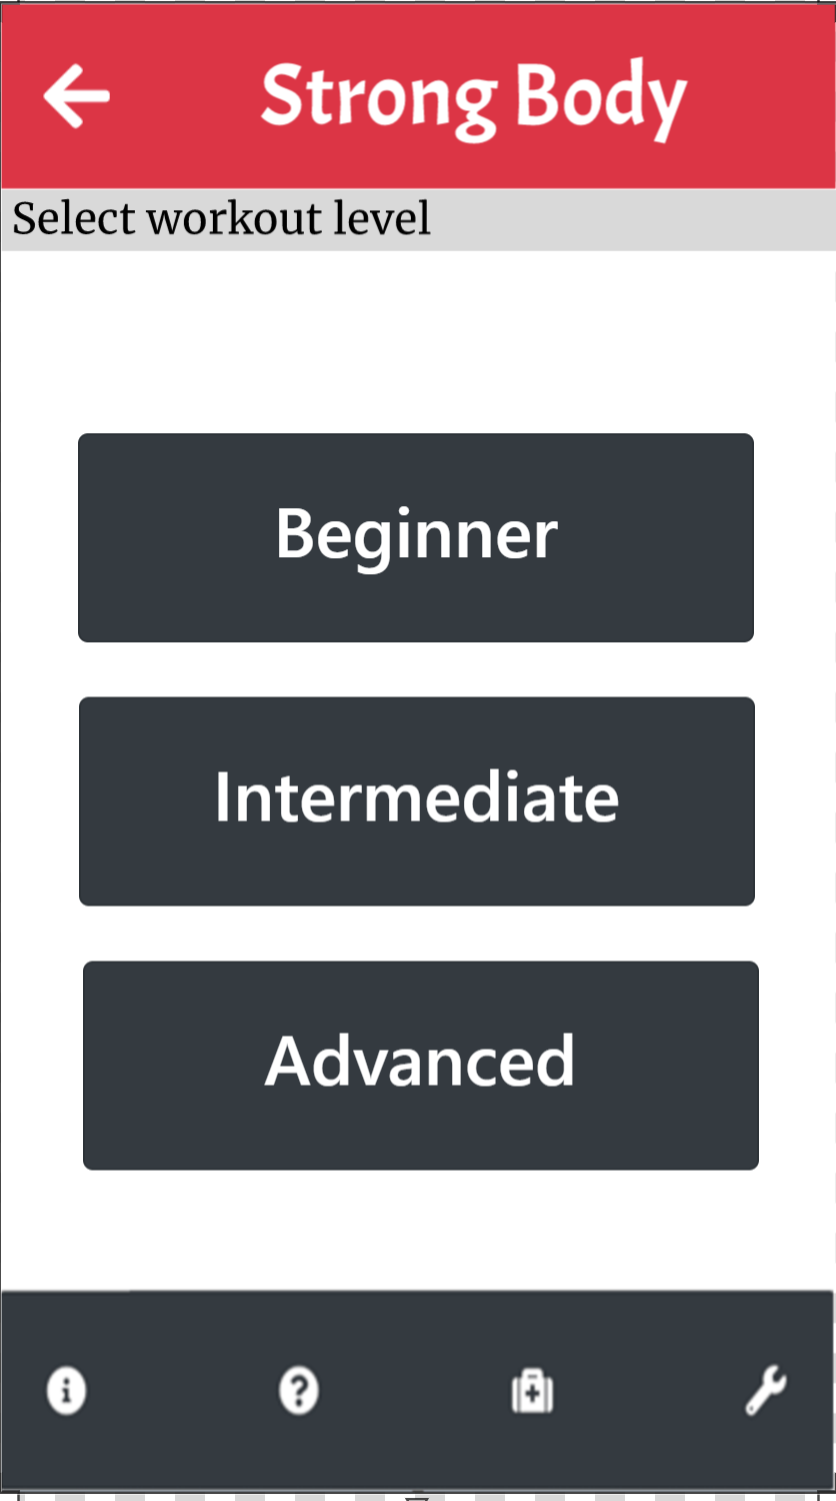 Strong Body
Select workout level
Beginner
Intermediate
Advanced